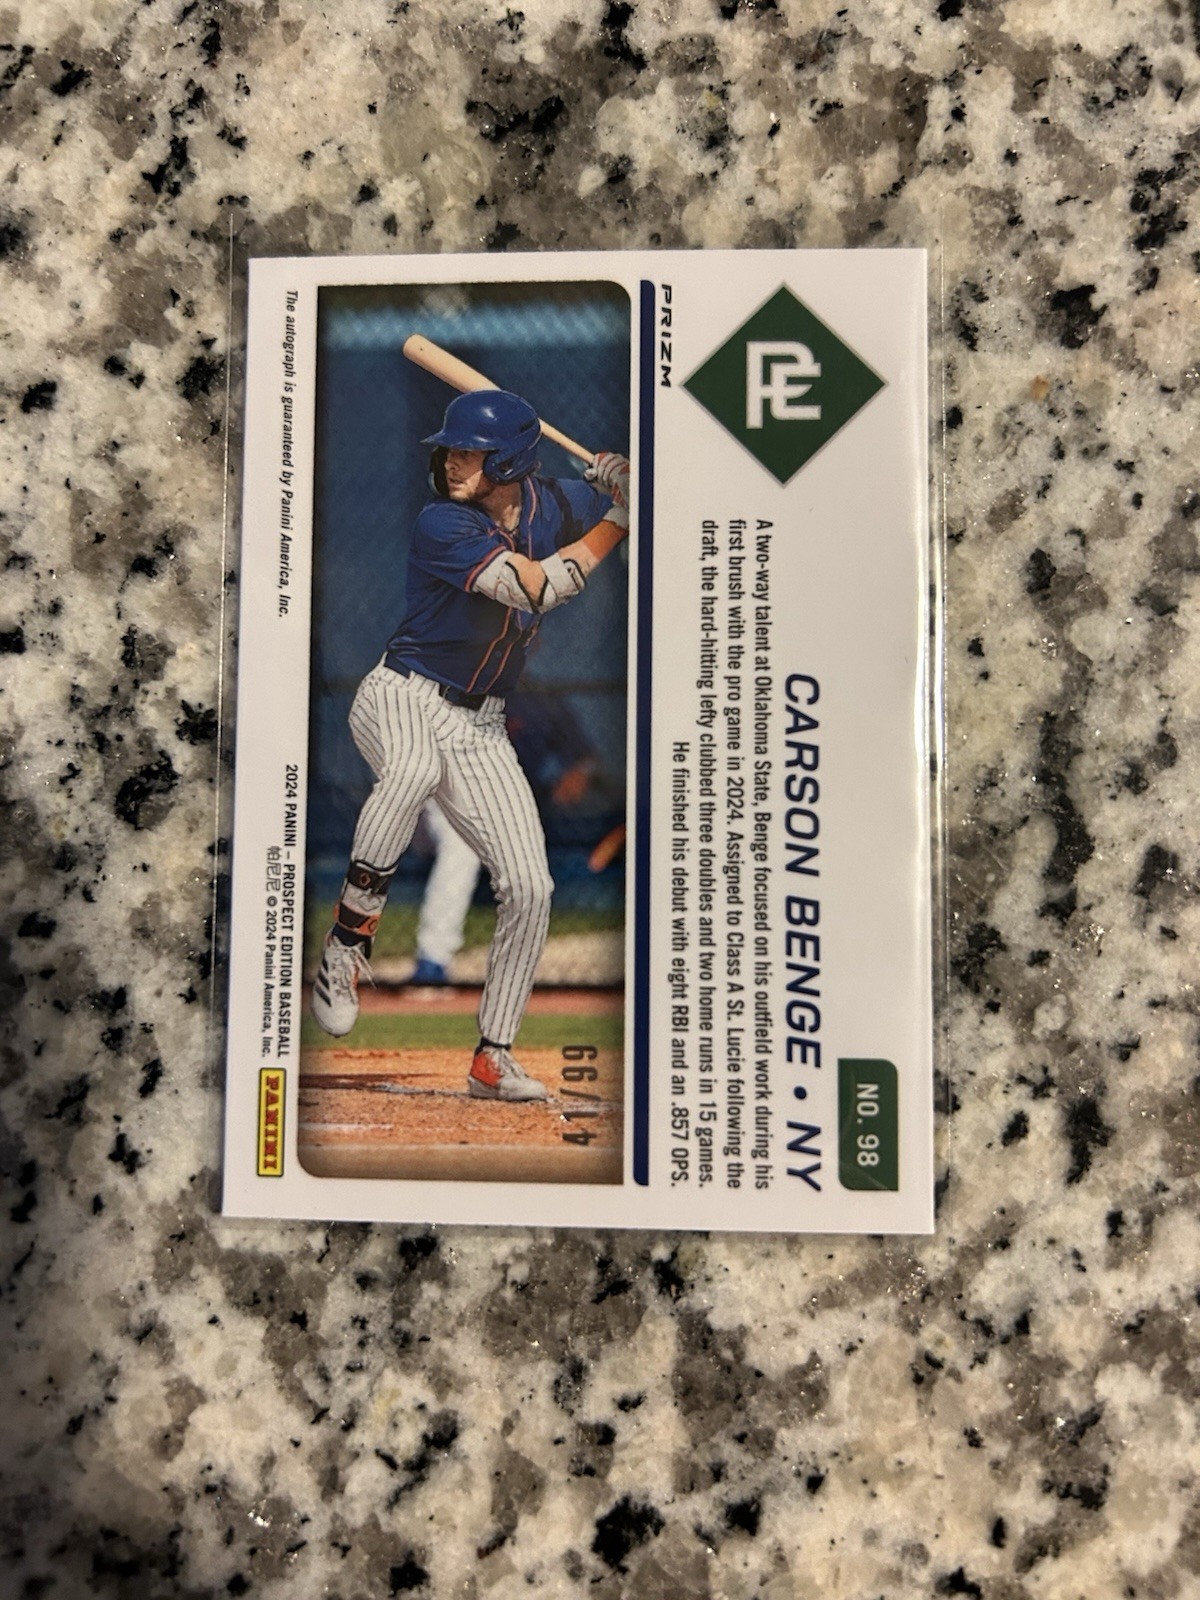 NO. 98
CARSON BENGE • NY
A two-way talent at Oklahoma State, Benge focused on his outfield work during his
first brush with the pro game in 2024. Assigned to Class A St. Lucie following the
draft, the hard-hitting lefty clubbed three doubles and two home runs in 15 games.
He finished his debut with eight RBI and an .857 OPS.
PRIZM
41/99
The autograph is guaranteed by Panini America, Inc.
2024 PANINI – PROSPECT EDITION BASEBALL
帕尼尼 © 2024 Panini America, Inc.
PANINI